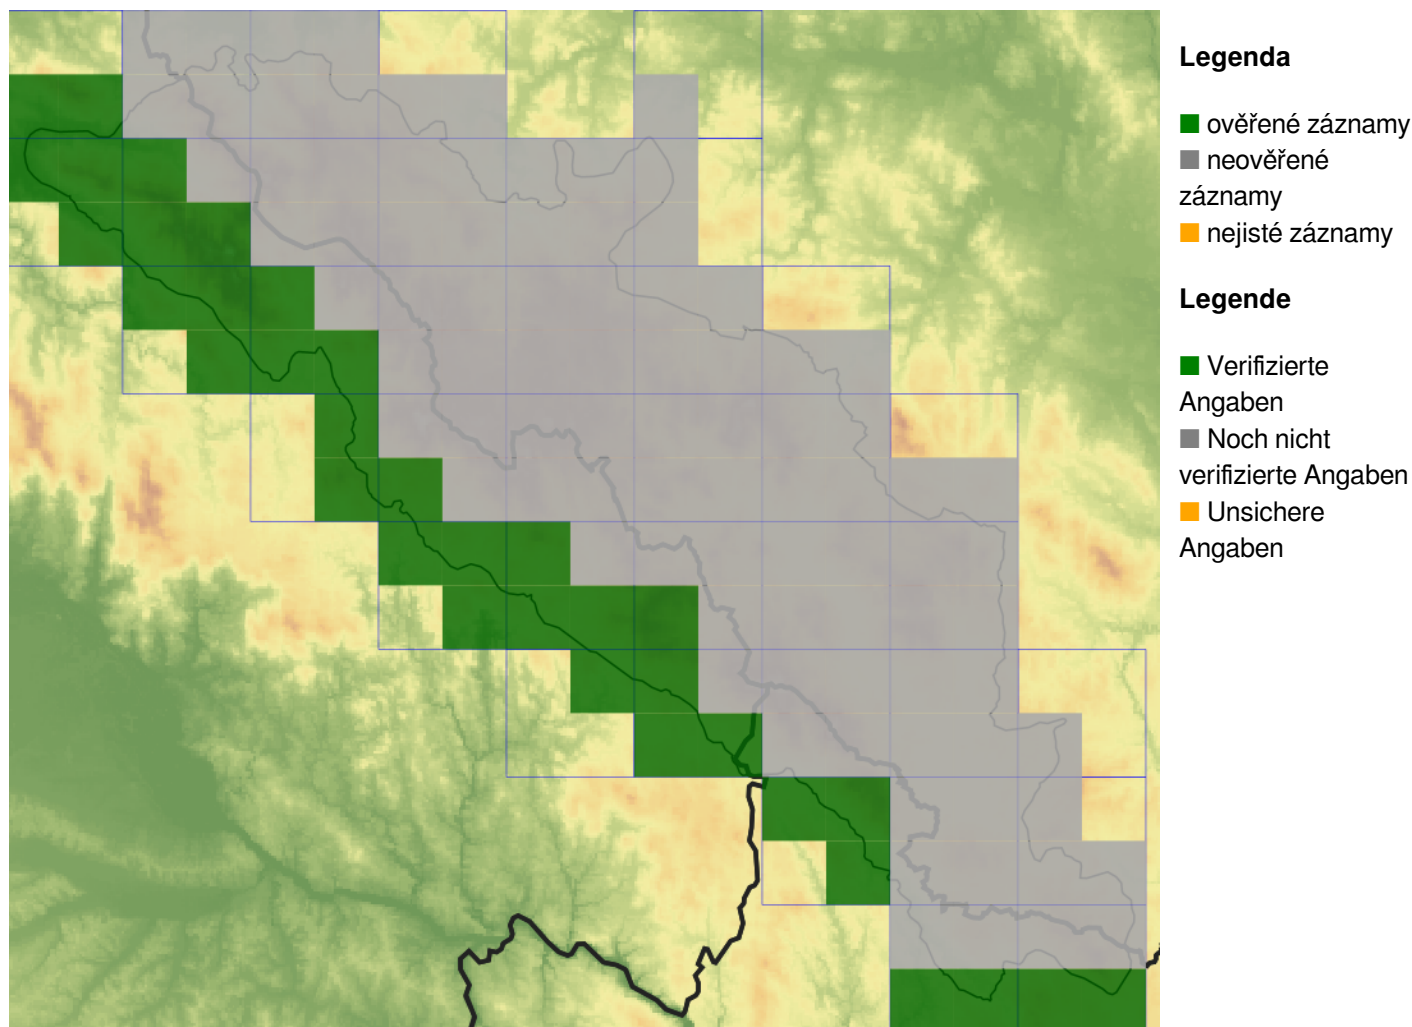 Legenda
ověřené záznamy
neověřené
záznamy
nejisté záznamy
Legende
Verifizierte
Angaben
Noch nicht
verifizierte Angaben
Unsichere
Angaben